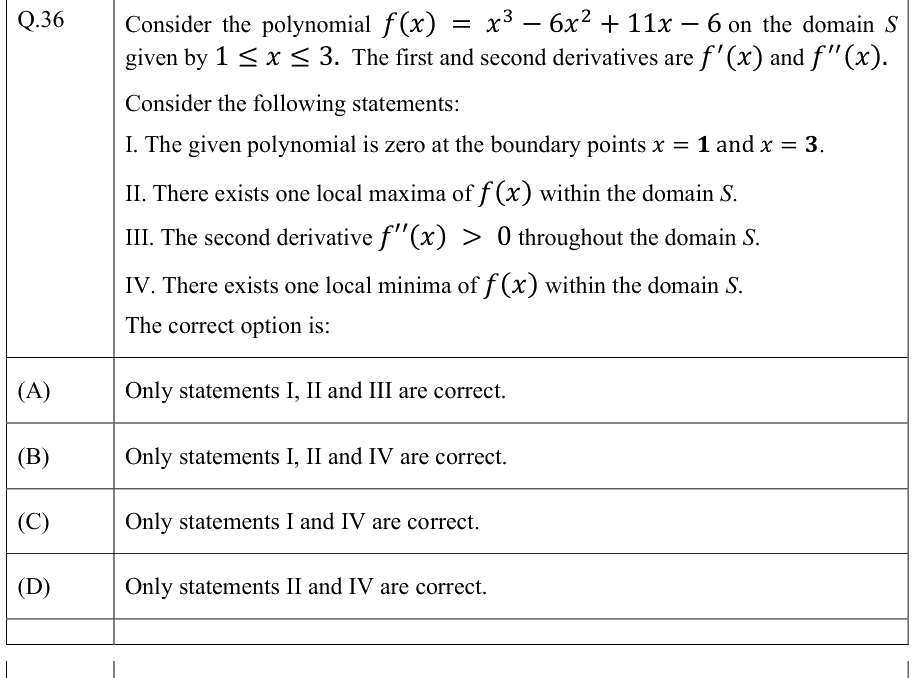 Q.36 Consider the polynomial f(x) = x³ − 6x² + 11x − 6 on the domain S
given by 1 ≤ x ≤ 3. The first and second derivatives are f′(x) and f′′(x).
Consider the following statements:
I. The given polynomial is zero at the boundary points x = 1 and x = 3.
II. There exists one local maxima of f(x) within the domain S.
III. The second derivative f′′(x) > 0 throughout the domain S.
IV. There exists one local minima of f(x) within the domain S.
The correct option is:
(A) Only statements I, II and III are correct.
(B) Only statements I, II and IV are correct.
(C) Only statements I and IV are correct.
(D) Only statements II and IV are correct.